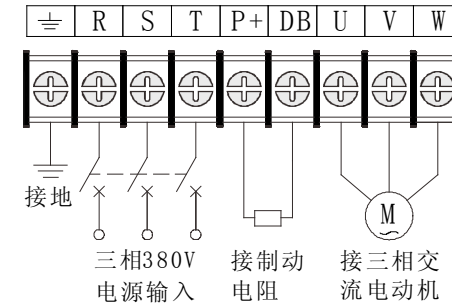 ⏚ R S T P+ DB U V W
接地
M
三相380V 接制动 接三相交
电源输入 电阻 流电动机